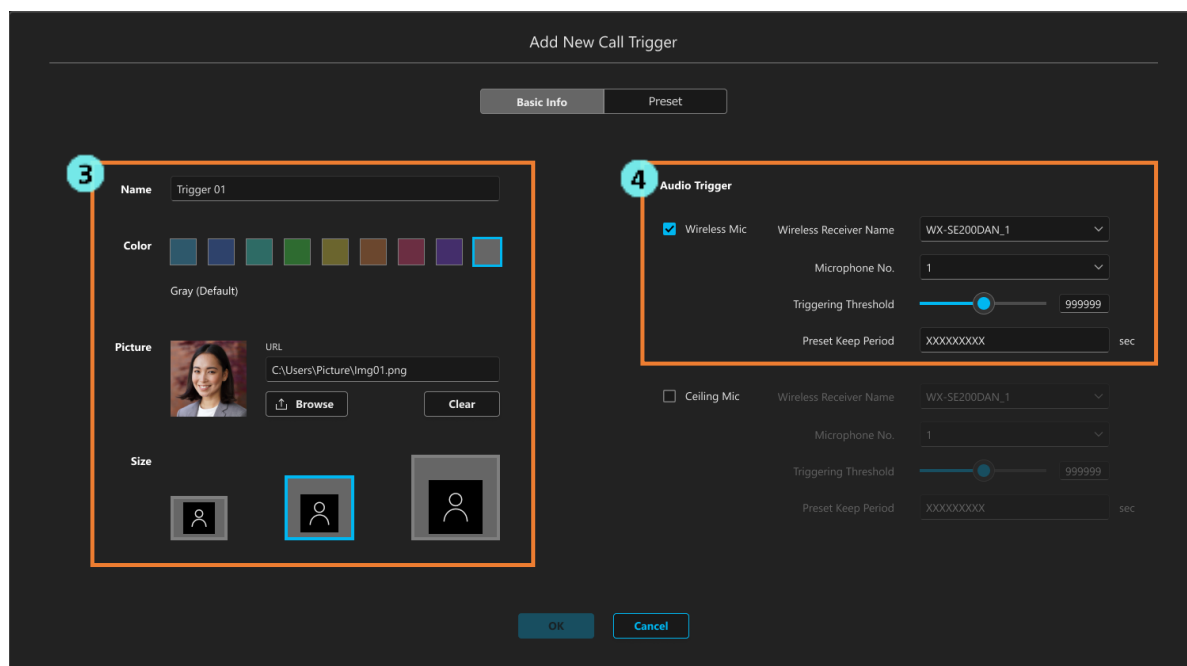 Add New Call Trigger
Basic Info Preset
3
Name Trigger 01
Color
Gray (Default)
Picture URL
C:\Users\Picture\Img01.png
Browse Clear
Size
4
Audio Trigger
Wireless Mic Wireless Receiver Name WX-SE200DAN_1
Microphone No. 1
Triggering Threshold 999999
Preset Keep Period XXXXXXXXX sec
Ceiling Mic Wireless Receiver Name WX-SE200DAN_1
Microphone No. 1
Triggering Threshold 999999
Preset Keep Period XXXXXXXXX sec
OK Cancel